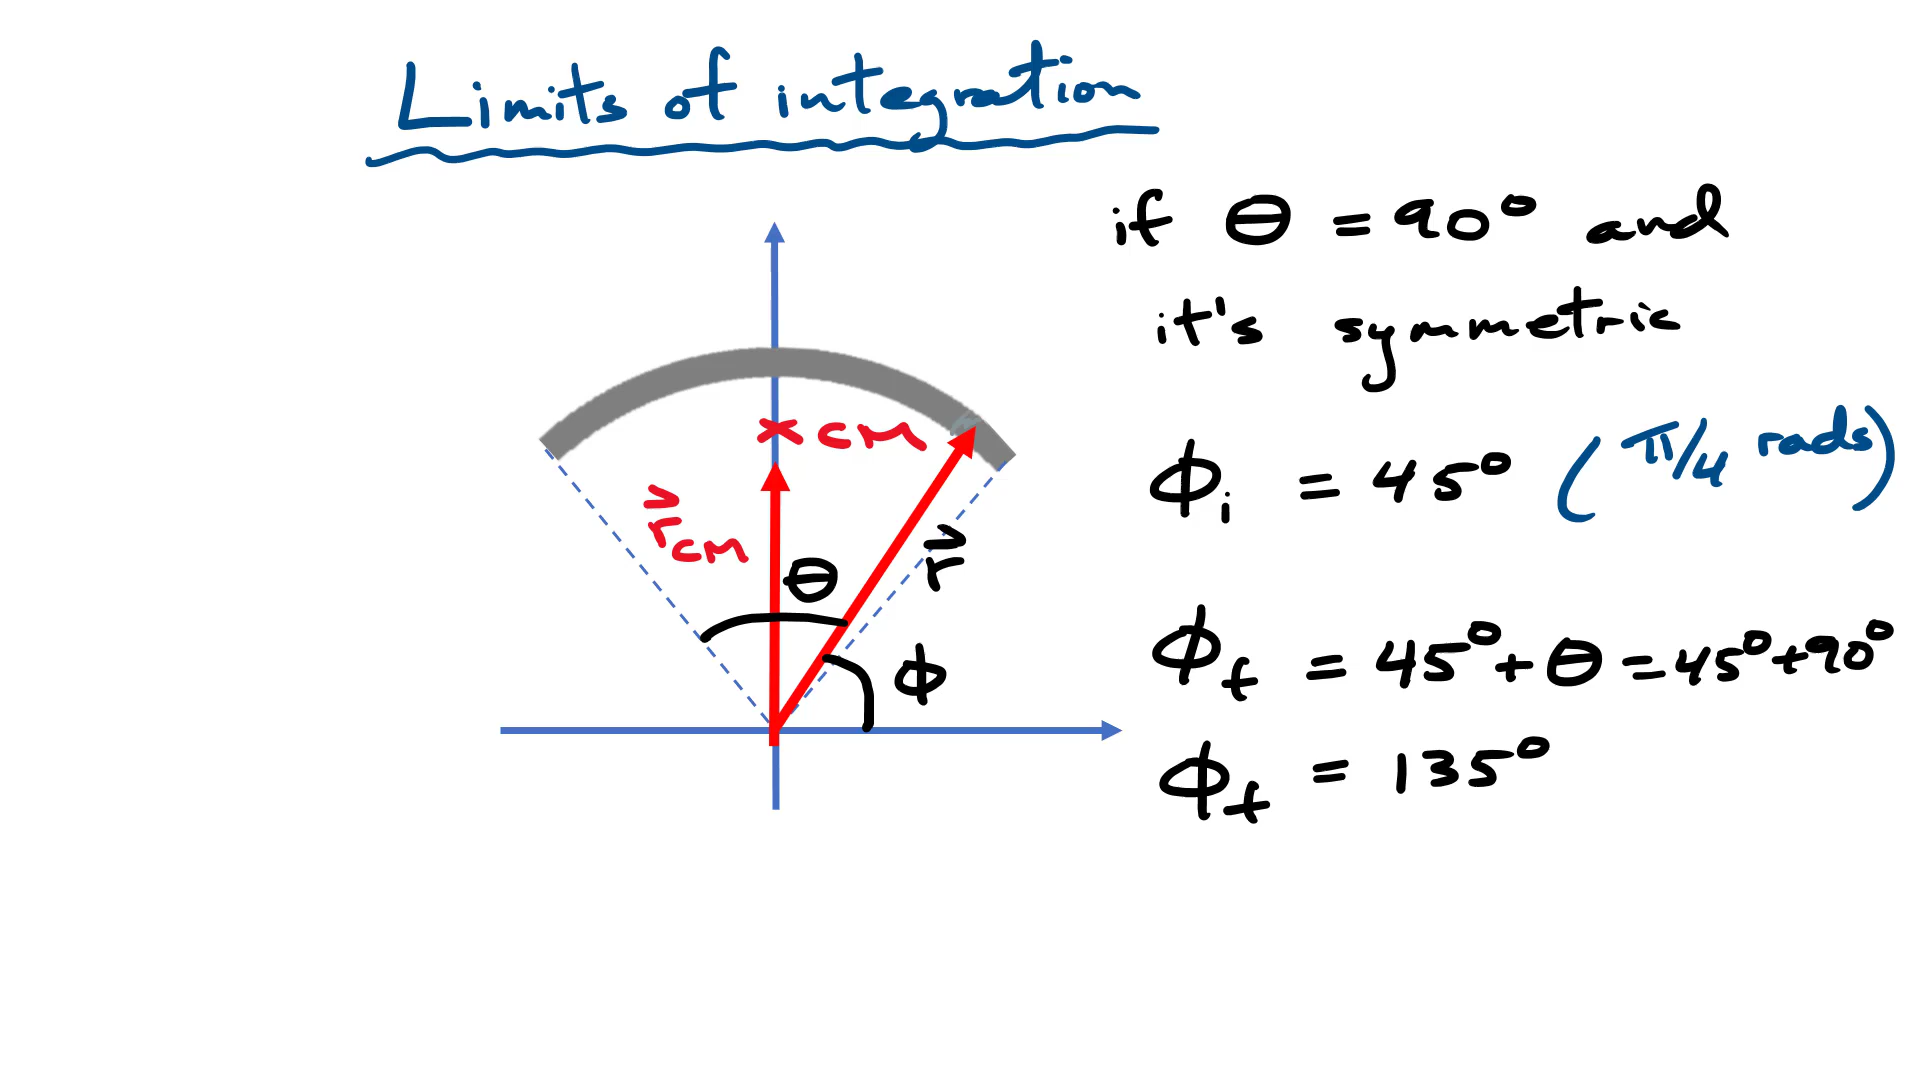 Limits of integration
if θ = 90° and
it's symmetric
x cm
ϕi = 45° (π/4 rads)
r⃗cm
r⃗
θ
ϕf = 45° + θ = 45° + 90°
ϕ
ϕf = 135°